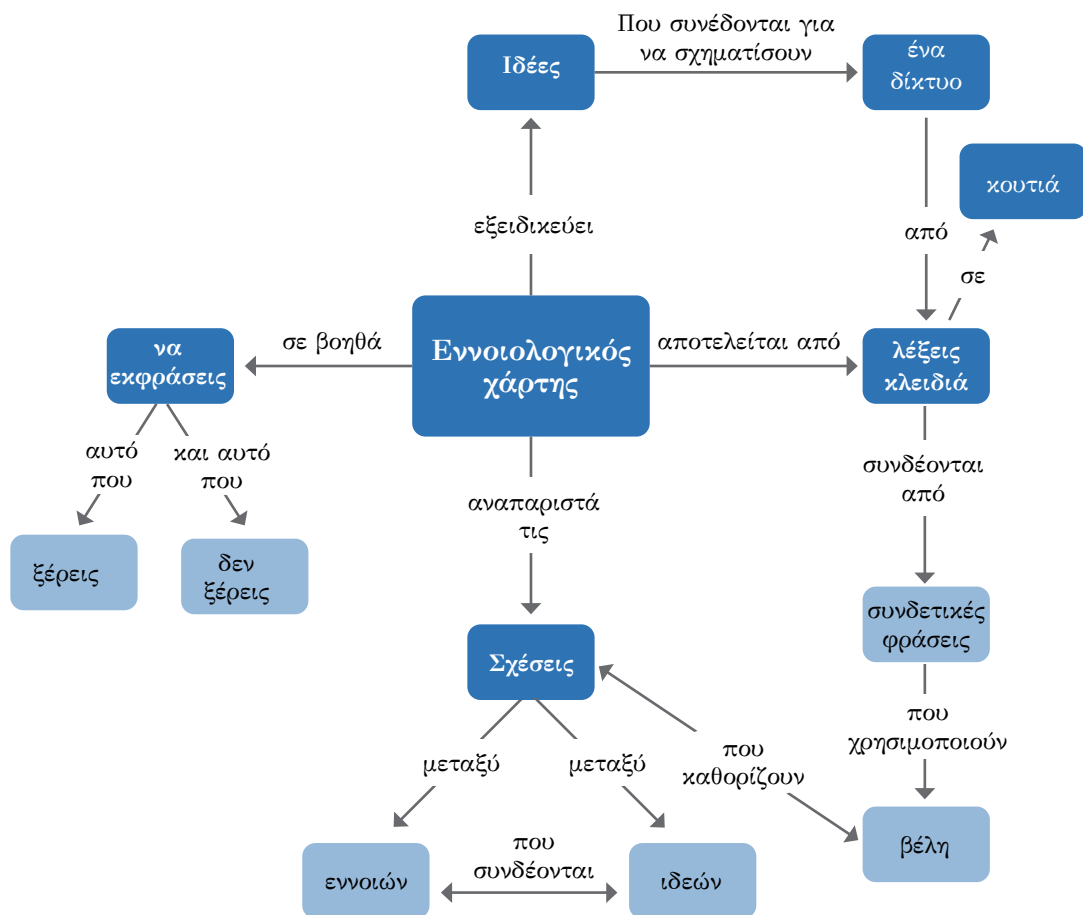 Ιδέες
Που συνέδονται για
να σχηματίσουν
ένα
δίκτυο
κουτιά
εξειδικεύει
από
σε
να
εκφράσεις
σε βοηθά
Εννοιολογικός
χάρτης
αποτελείται από
λέξεις
κλειδιά
αυτό
που
και αυτό
που
αναπαριστά
τις
συνδέονται
από
ξέρεις
δεν
ξέρεις
Σχέσεις
συνδετικές
φράσεις
μεταξύ
μεταξύ
που
καθορίζουν
που
χρησιμοποιούν
εννοιών
που
συνδέονται
ιδεών
βέλη